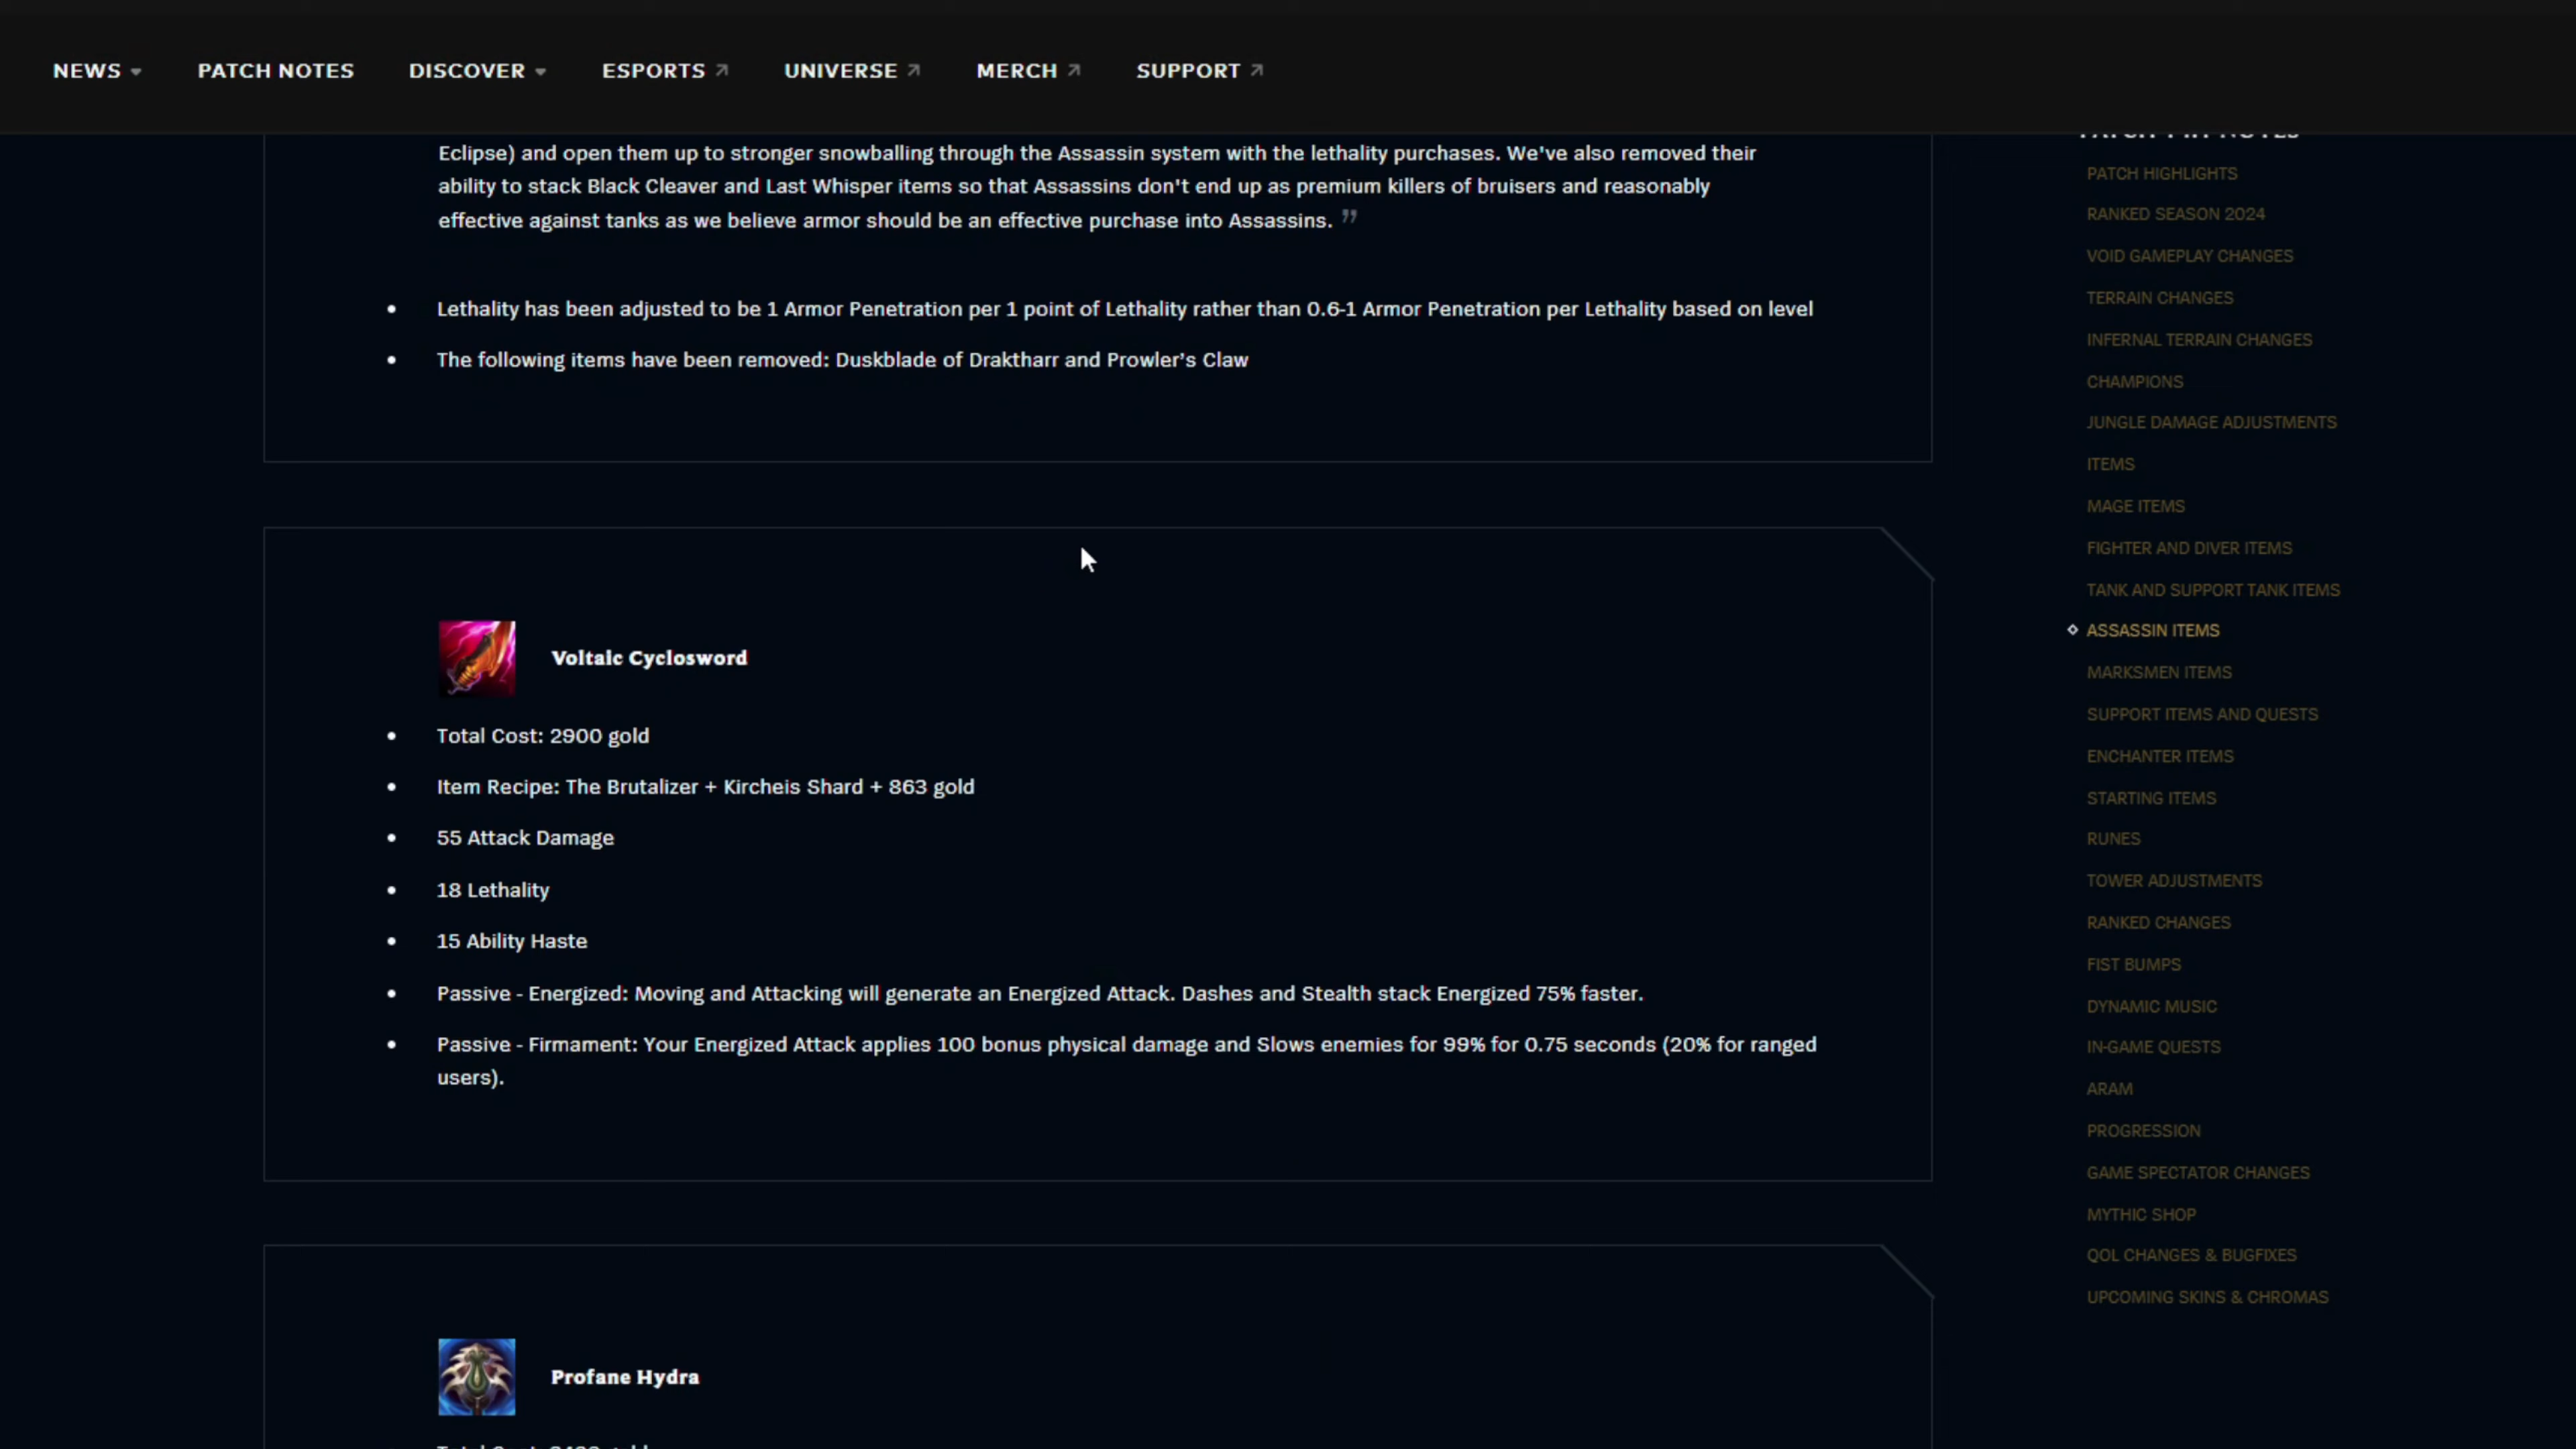 NEWS
PATCH NOTES
DISCOVER
ESPORTS
UNIVERSE
MERCH
SUPPORT
Eclipse) and open them up to stronger snowballing through the Assassin system with the lethality purchases. We've also removed their
ability to stack Black Cleaver and Last Whisper items so that Assassins don't end up as premium killers of bruisers and reasonably
effective against tanks as we believe armor should be an effective purchase into Assassins. ”
• Lethality has been adjusted to be 1 Armor Penetration per 1 point of Lethality rather than 0.6-1 Armor Penetration per Lethality based on level
• The following items have been removed: Duskblade of Draktharr and Prowler’s Claw
Voltaic Cyclosword
• Total Cost: 2900 gold
• Item Recipe: The Brutalizer + Kircheis Shard + 863 gold
• 55 Attack Damage
• 18 Lethality
• 15 Ability Haste
• Passive - Energized: Moving and Attacking will generate an Energized Attack. Dashes and Stealth stack Energized 75% faster.
• Passive - Firmament: Your Energized Attack applies 100 bonus physical damage and Slows enemies for 99% for 0.75 seconds (20% for ranged
users).
Profane Hydra
PATCH HIGHLIGHTS
RANKED SEASON 2024
VOID GAMEPLAY CHANGES
TERRAIN CHANGES
INFERNAL TERRAIN CHANGES
CHAMPIONS
JUNGLE DAMAGE ADJUSTMENTS
ITEMS
MAGE ITEMS
FIGHTER AND DIVER ITEMS
TANK AND SUPPORT TANK ITEMS
ASSASSIN ITEMS
MARKSMEN ITEMS
SUPPORT ITEMS AND QUESTS
ENCHANTER ITEMS
STARTING ITEMS
RUNES
TOWER ADJUSTMENTS
RANKED CHANGES
FIST BUMPS
DYNAMIC MUSIC
IN-GAME QUESTS
ARAM
PROGRESSION
GAME SPECTATOR CHANGES
MYTHIC SHOP
QOL CHANGES & BUGFIXES
UPCOMING SKINS & CHROMAS